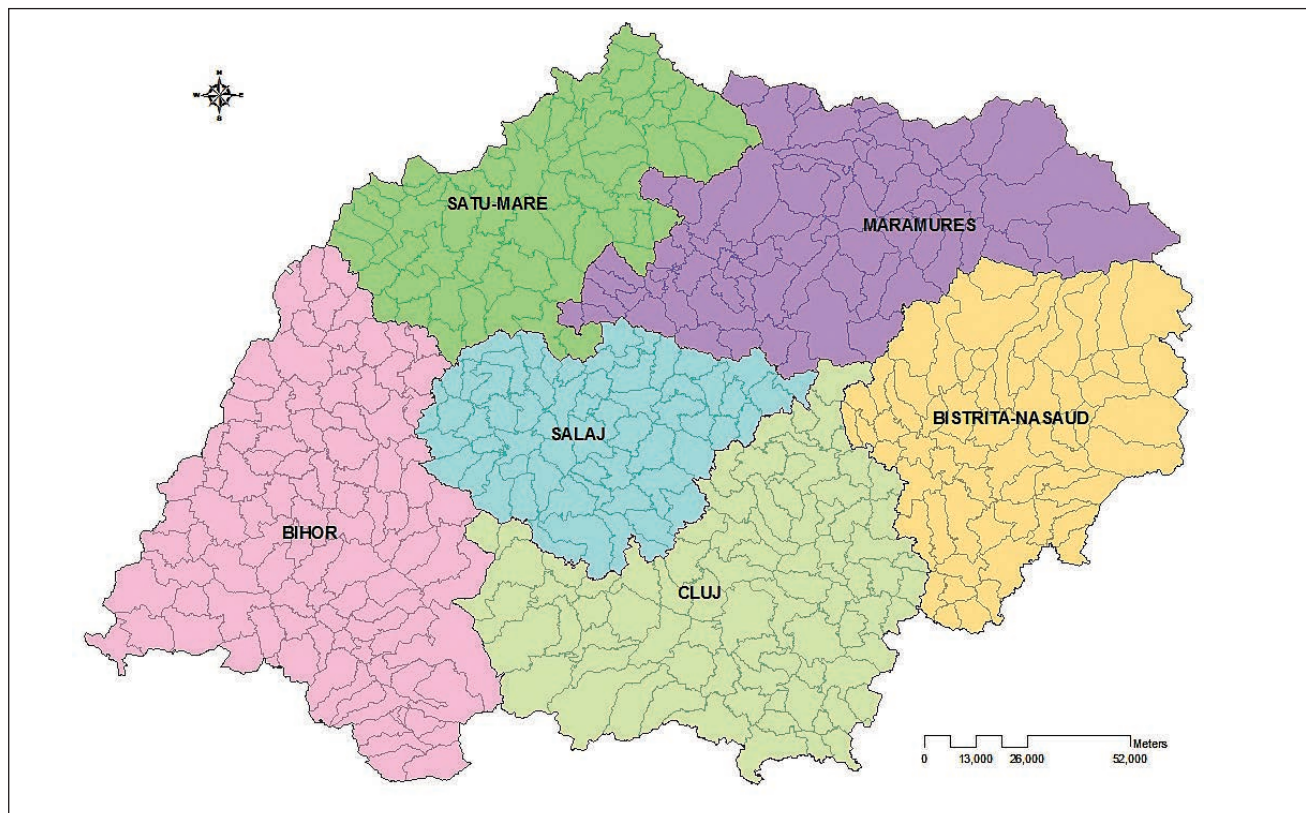 N
W E
S
SATU-MARE
MARAMURES
BISTRITA-NASAUD
SALAJ
BIHOR
CLUJ
Meters
0 13,000 26,000 52,000